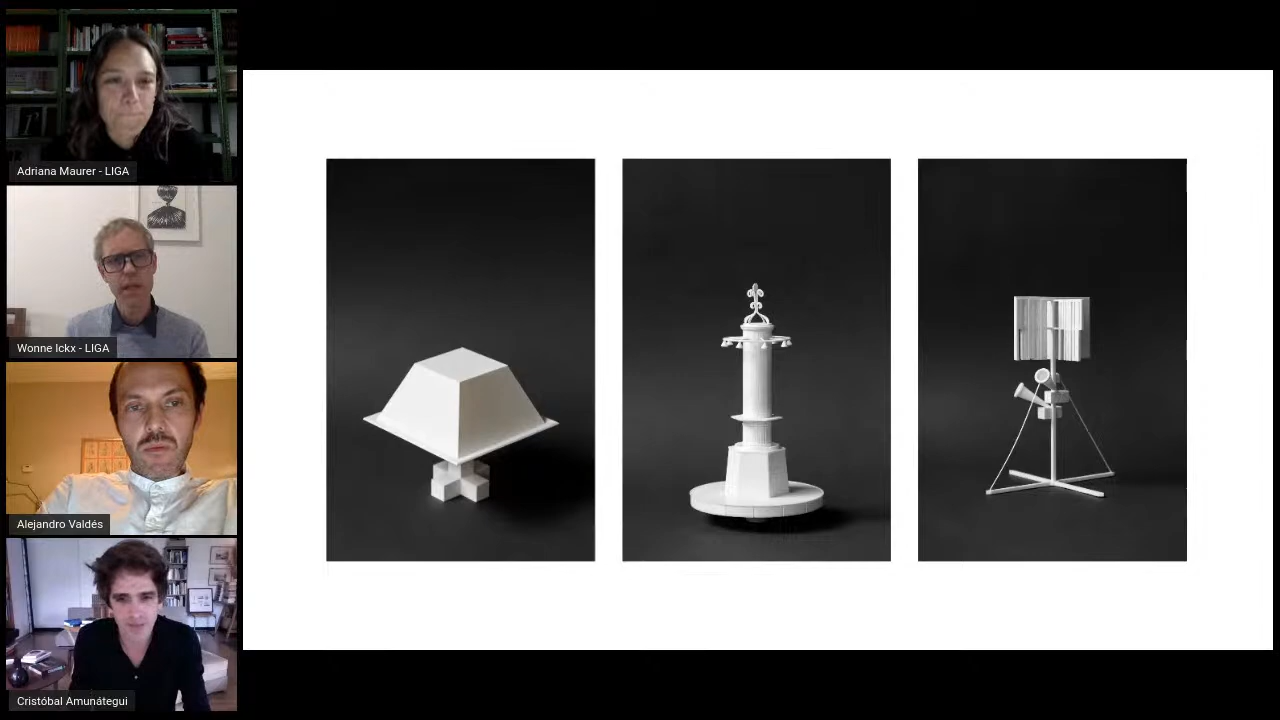 Adriana Maurer - LIGA
Wonne Ickx - LIGA
Alejandro Valdés
Cristóbal Amunátegui